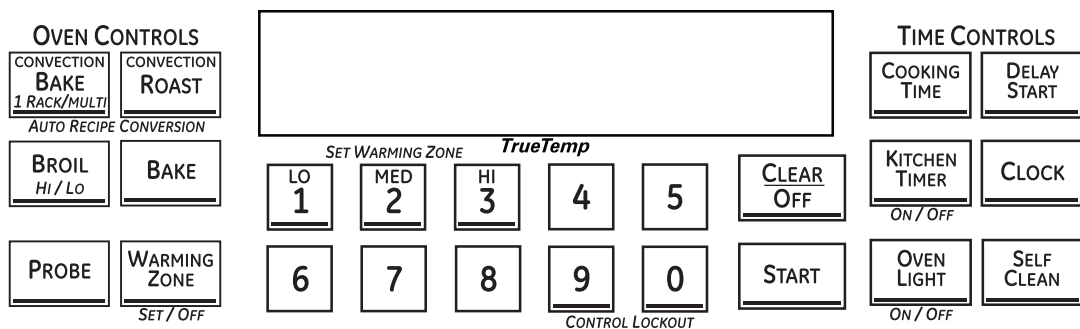 OVEN CONTROLS
CONVECTION
BAKE
1 RACK/MULTI
CONVECTION
ROAST
AUTO RECIPE CONVERSION
BROIL
HI / LO
BAKE
PROBE
WARMING
ZONE
SET / OFF
TrueTemp
SET WARMING ZONE
LO
1
MED
2
HI
3
4
5
6
7
8
9
0
CONTROL LOCKOUT
CLEAR
OFF
START
TIME CONTROLS
COOKING
TIME
DELAY
START
KITCHEN
TIMER
ON / OFF
CLOCK
OVEN
LIGHT
ON / OFF
SELF
CLEAN